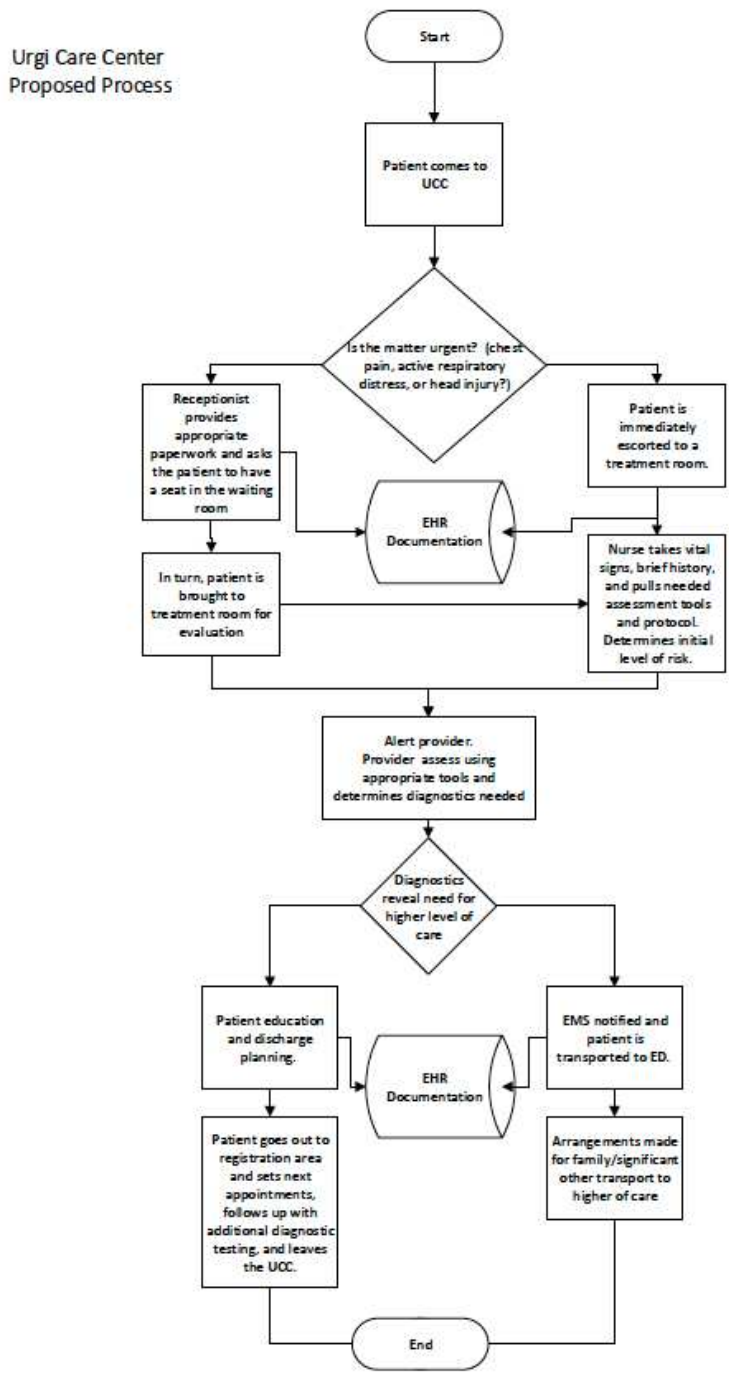 Urgi Care Center
Proposed Process
Start
Patient comes to
UCC
Is the matter urgent?  (chest
pain, active respiratory
distress, or head injury?)
Receptionist
provides
appropriate
paperwork and asks
the patient to have
a seat in the waiting
room
Patient is
immediately
escorted to a
treatment room.
EHR
Documentation
In turn, patient is
brought to
treatment room for
evaluation
Nurse takes vital
signs, brief history,
and pulls needed
assessment tools
and protocol.
Determines initial
level of risk.
Alert provider.
Provider  assess using
appropriate tools and
determines diagnostics needed
Diagnostics
reveal need for
higher level of
care
Patient education
and discharge
planning.
EHR
Documentation
EMS notified and
patient is
transported to ED.
Patient goes out to
registration area
and sets next
appointments,
follows up with
additional diagnostic
testing, and leaves
the UCC.
Arrangements made
for family/significant
other transport to
higher of care
End